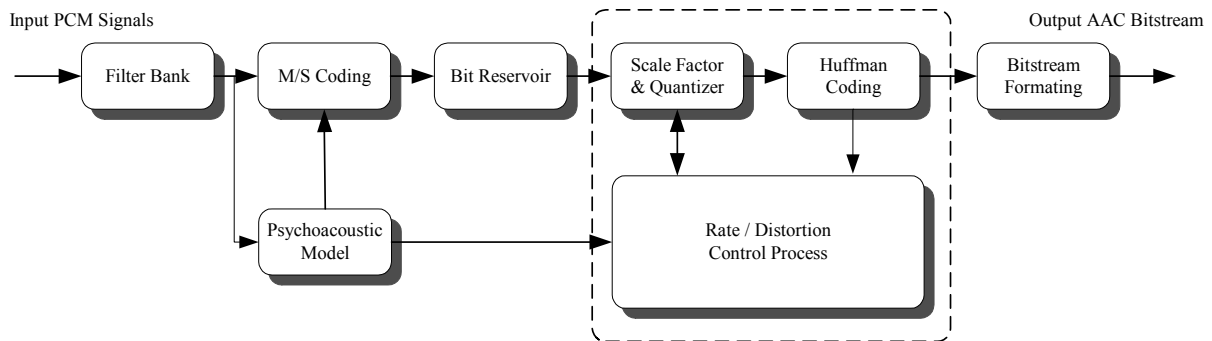 Input PCM Signals
Output AAC Bitstream
Filter Bank
M/S Coding
Bit Reservoir
Scale Factor
& Quantizer
Huffman
Coding
Bitstream
Formating
Psychoacoustic
Model
Rate / Distortion
Control Process